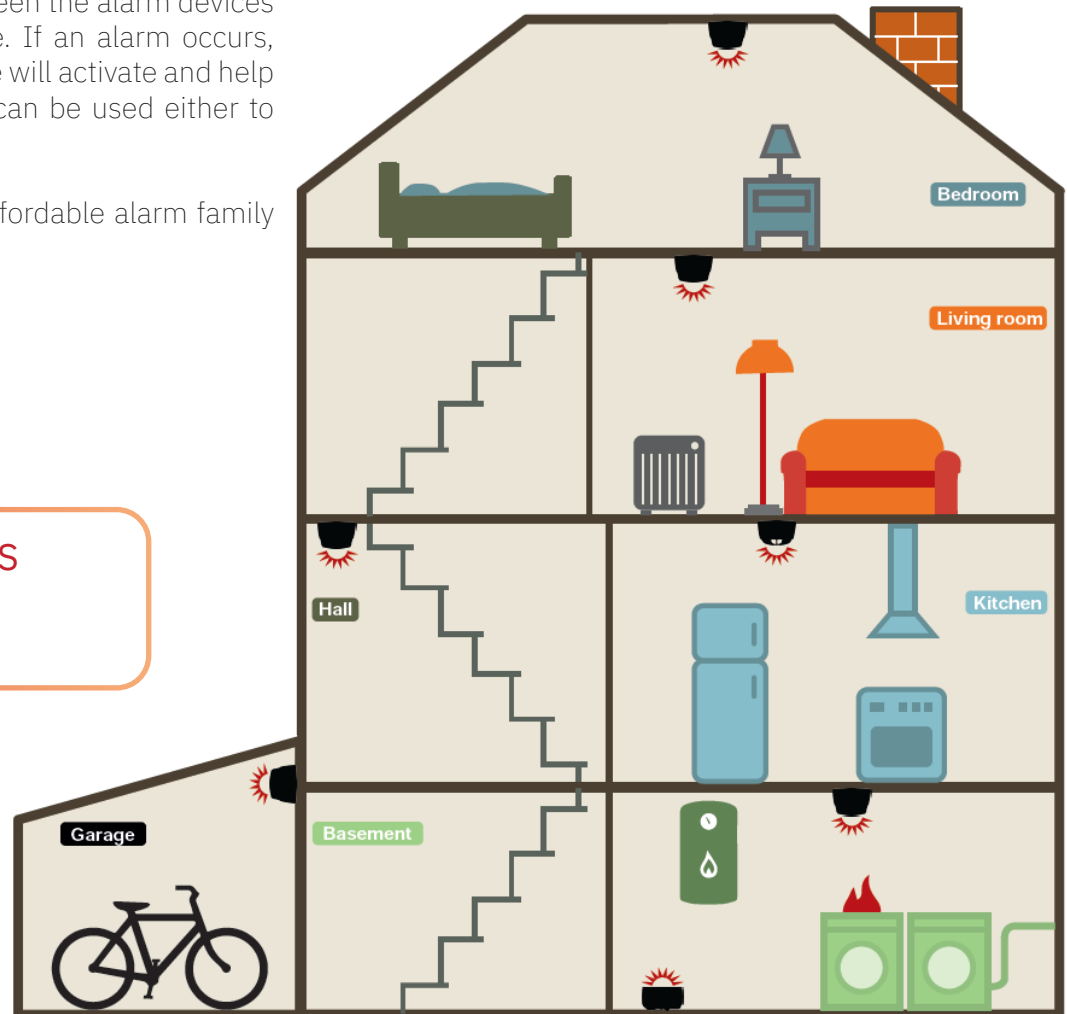 een the alarm devices
e. If an alarm occurs,
e will activate and help
can be used either to
fordable alarm family
s
Bedroom
Living room
Hall
Kitchen
Garage
Basement